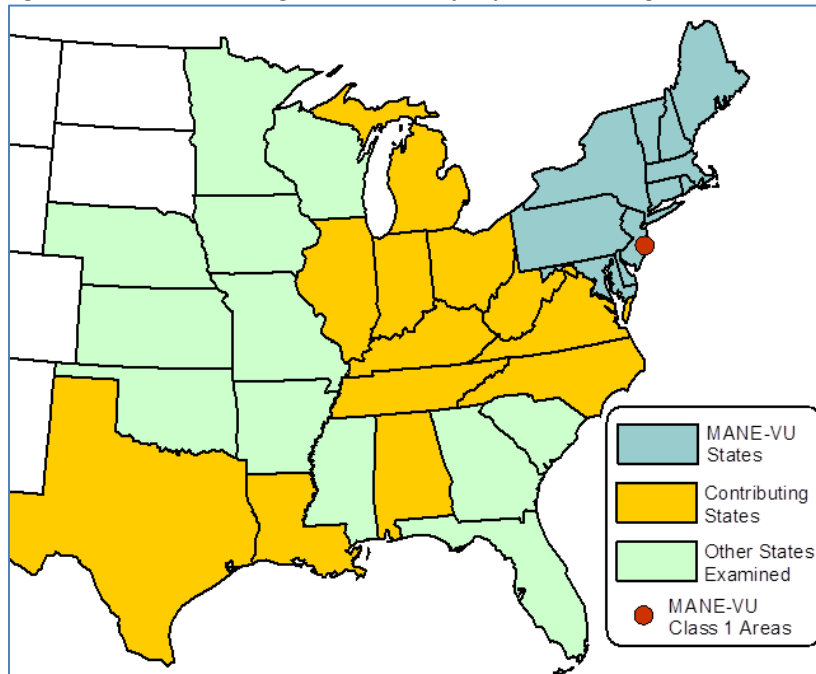 MANE-VU
States
Contributing
States
Other States
Examined
MANE-VU
Class 1 Areas